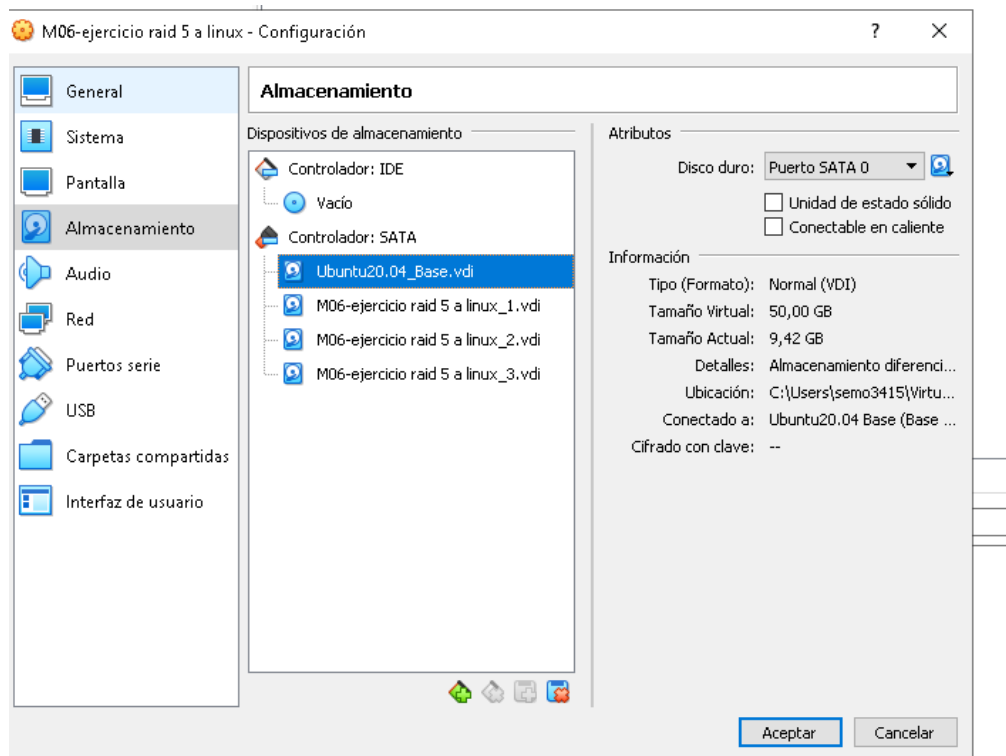 M06-ejercicio raid 5 a linux - Configuración
?
General
Sistema
Pantalla
Almacenamiento
Audio
Red
Puertos serie
USB
Carpetas compartidas
Interfaz de usuario
Almacenamiento
Dispositivos de almacenamiento
Controlador: IDE
Vacío
Controlador: SATA
Ubuntu20.04_Base.vdi
M06-ejercicio raid 5 a linux_1.vdi
M06-ejercicio raid 5 a linux_2.vdi
M06-ejercicio raid 5 a linux_3.vdi
Atributos
Disco duro: Puerto SATA 0
Unidad de estado sólido
Conectable en caliente
Información
Tipo (Formato): Normal (VDI)
Tamaño Virtual: 50,00 GB
Tamaño Actual: 9,42 GB
Detalles: Almacenamiento diferenci...
Ubicación: C:\Users\semo3415\Virtu...
Conectado a: Ubuntu20.04 Base (Base ...
Cifrado con clave: --
Aceptar
Cancelar